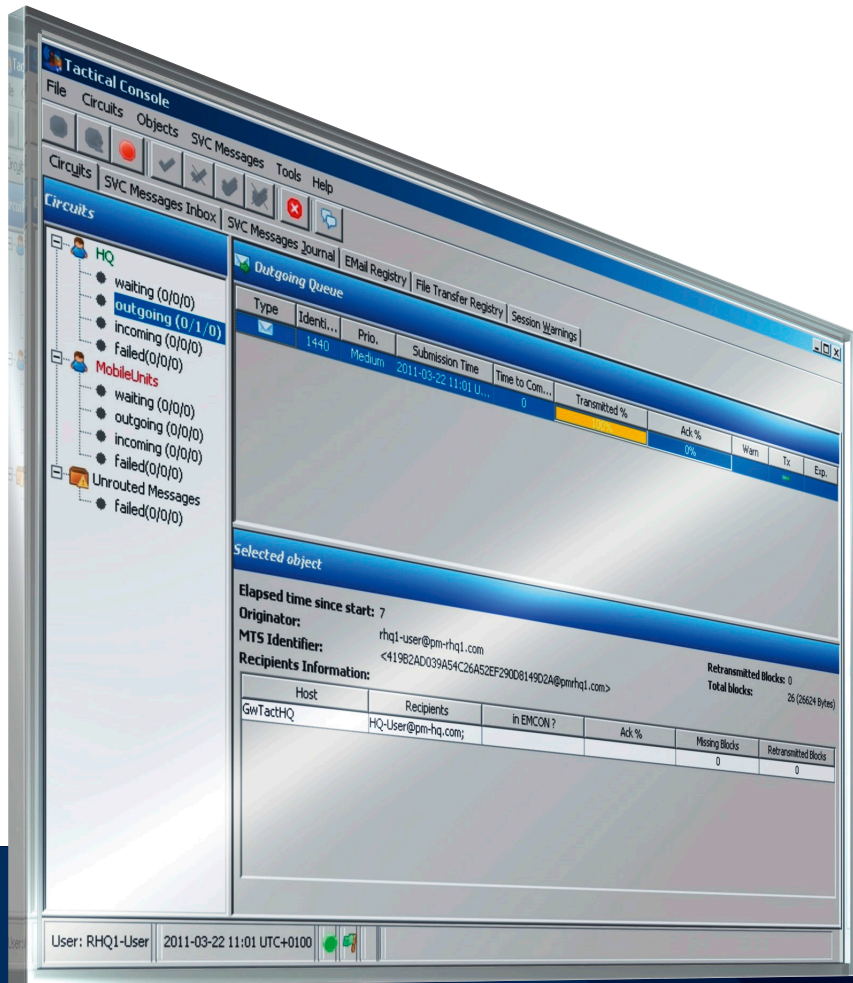 Tactical Console
File Circuits Objects SVC Messages Tools Help
Circuits SVC Messages Inbox SVC Messages Journal EMail Registry File Transfer Registry Session Warnings
Circuits
HQ
waiting (0/0/0)
outgoing (0/1/0)
incoming (0/0/0)
failed(0/0/0)
MobileUnits
waiting (0/0/0)
outgoing (0/0/0)
incoming (0/0/0)
failed(0/0/0)
Unrouted Messages
failed(0/0/0)
Outgoing Queue
Type Identi... Prio. Submission Time Time to Com... Transmitted % Ack % Warn Tx Exp.
1440 Medium 2011-03-22 11:01 U... 0 100% 0%
Selected object
Elapsed time since start: 7
Originator: rhq1-user@pm-rhq1.com Retransmitted Blocks: 0
MTS Identifier: <419B2AD039A54C26A52EF290D8149D2A@pmrhq1.com> Total blocks: 26 (26624 Bytes)
Recipients Information:
Host Recipients in EMCON ? Ack % Missing Blocks Retransmitted Blocks
GwTactHQ HQ-User@pm-hq.com; 0 0
User: RHQ1-User 2011-03-22 11:01 UTC+0100